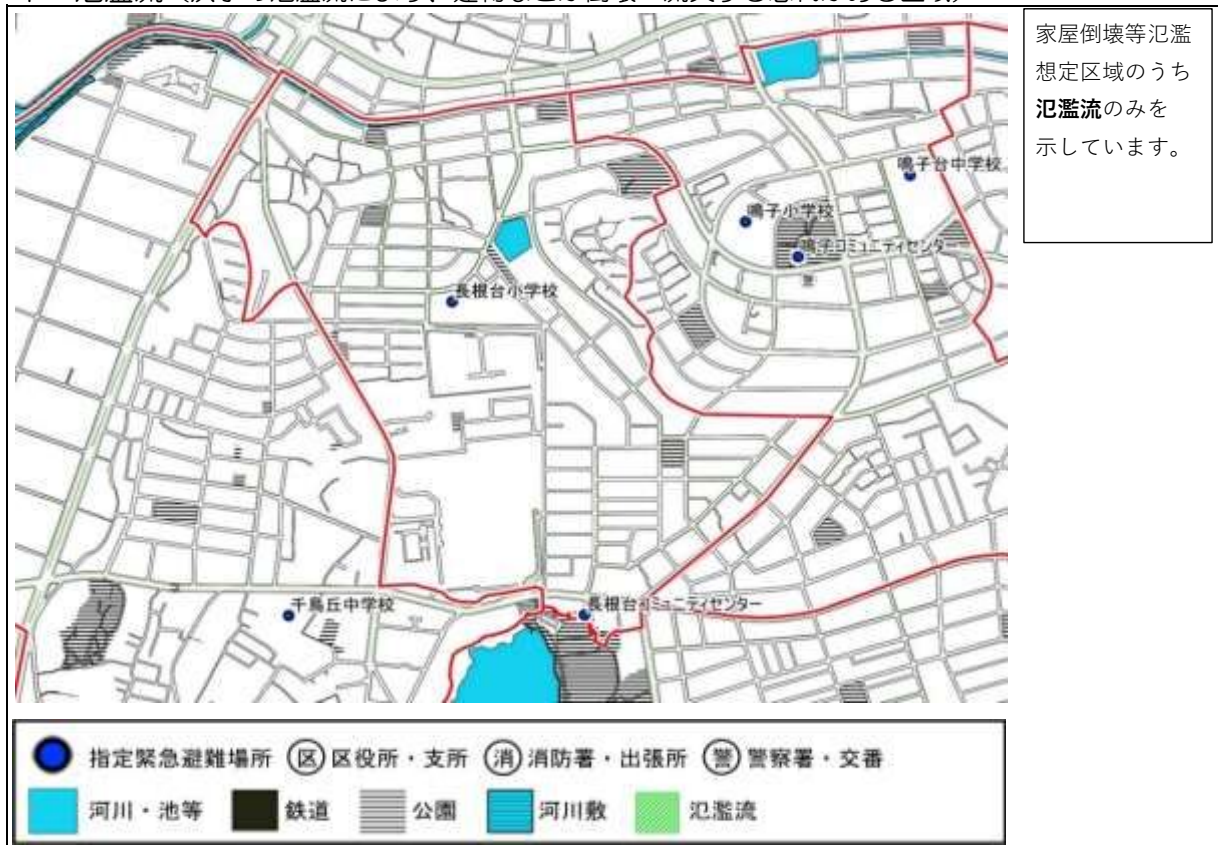 家屋倒壊等氾濫
想定区域のうち
氾濫流のみを
示しています。
鳴子台中学校
鳴子小学校
鳴子コミュニティセンター
長根台小学校
千鳥丘中学校
長根台コミュニティセンター
指定緊急避難場所 区 区役所・支所 消 消防署・出張所 警 警察署・交番
河川・池等 鉄道 公園 河川敷 氾濫流